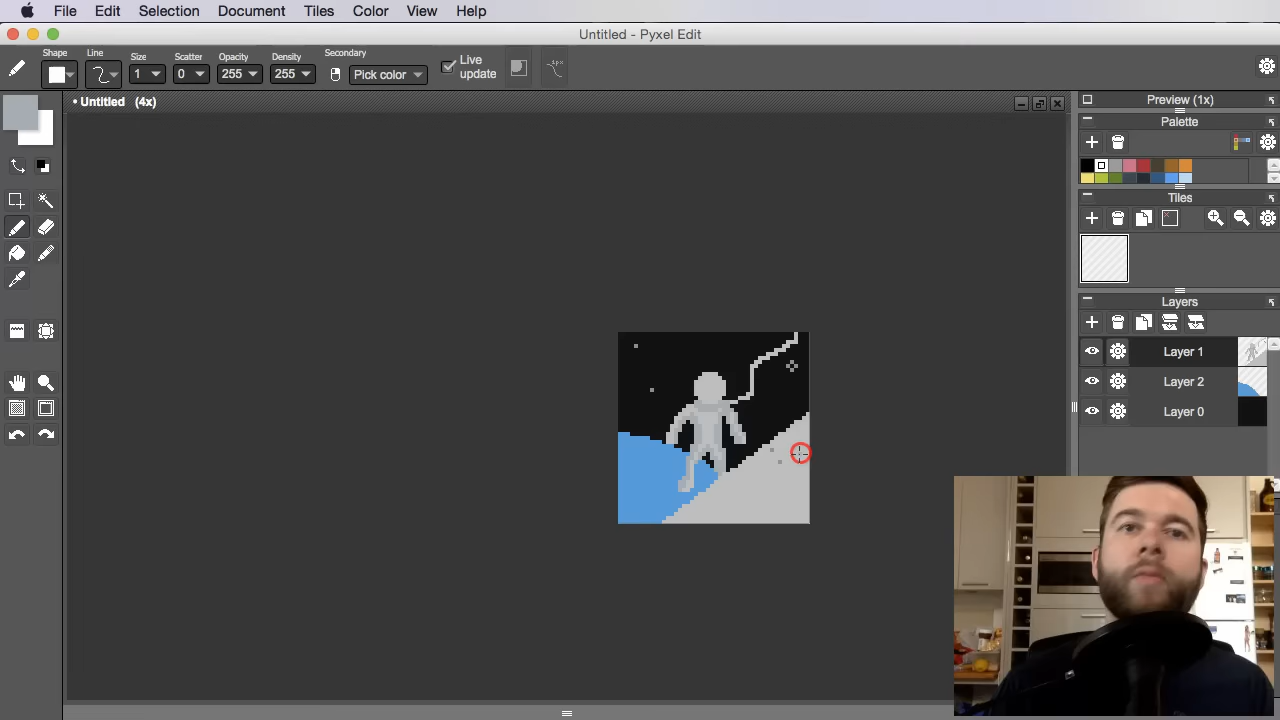 File Edit Selection Document Tiles Color View Help
Untitled - Pyxel Edit
Shape Line Size Scatter Opacity Density Secondary
1 0 255 255 Pick color Live update
• Untitled (4x)
Preview (1x)
Palette
Tiles
Layers
Layer 1
Layer 2
Layer 0